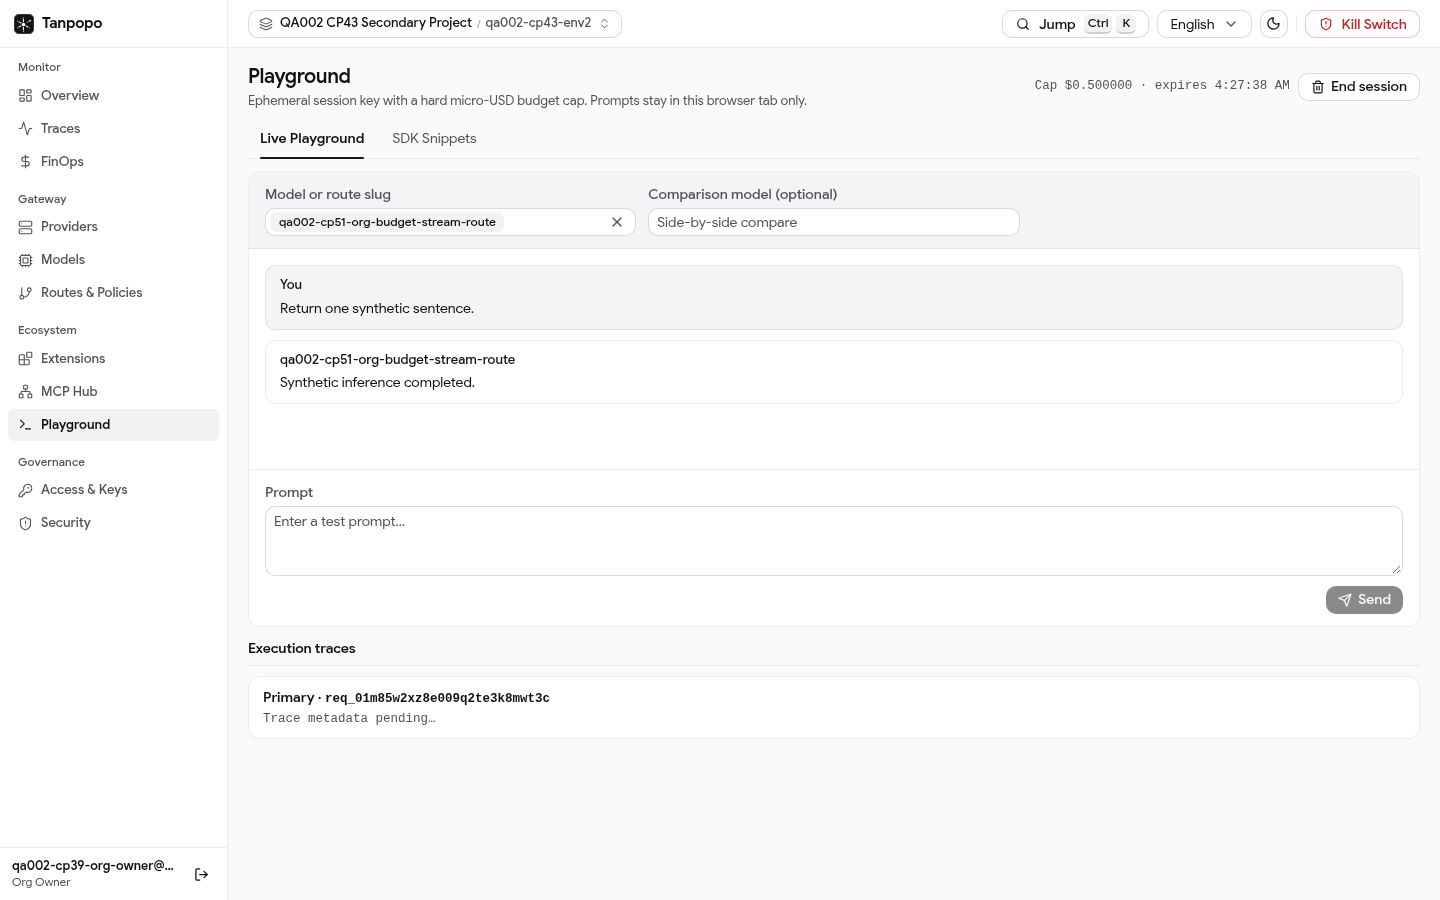 Tanpopo
QA002 CP43 Secondary Project / qa002-cp43-env2
Jump Ctrl K
English
Kill Switch
Monitor
Overview
Traces
FinOps
Gateway
Providers
Models
Routes & Policies
Ecosystem
Extensions
MCP Hub
Playground
Governance
Access & Keys
Security
qa002-cp39-org-owner@...
Org Owner
Playground
Ephemeral session key with a hard micro-USD budget cap. Prompts stay in this browser tab only.
Cap $0.500000 · expires 4:27:38 AM
End session
Live Playground
SDK Snippets
Model or route slug
qa002-cp51-org-budget-stream-route
Comparison model (optional)
Side-by-side compare
You
Return one synthetic sentence.
qa002-cp51-org-budget-stream-route
Synthetic inference completed.
Prompt
Enter a test prompt...
Send
Execution traces
Primary · req_01m85w2xz8e009q2te3k8mwt3c
Trace metadata pending…